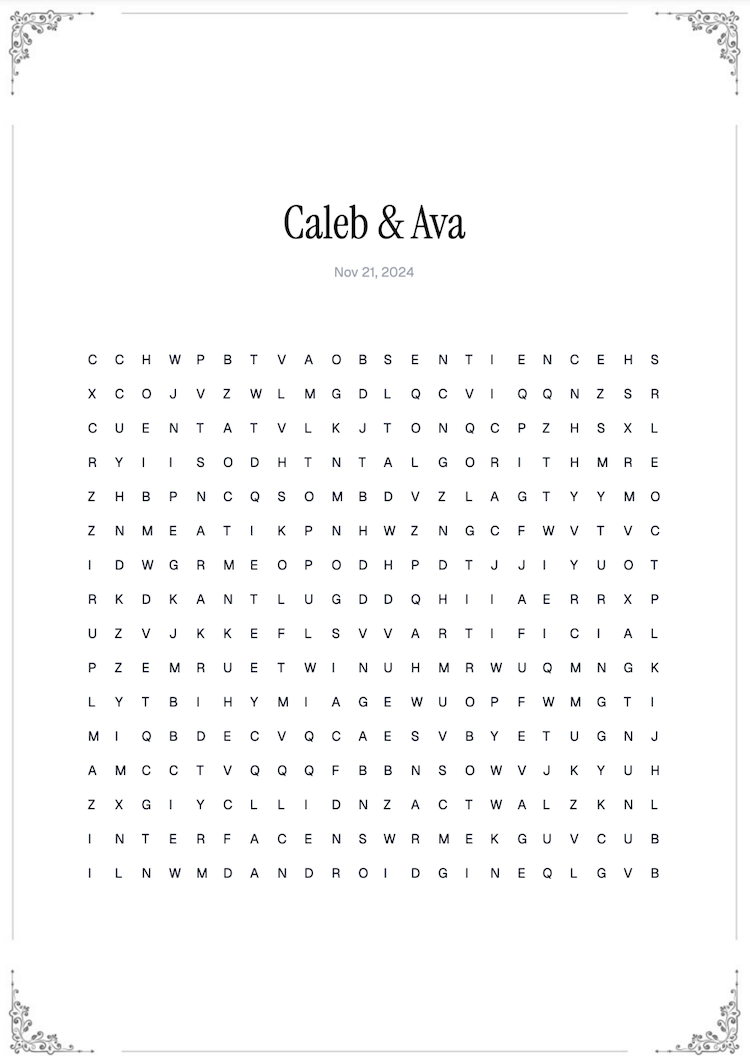 Caleb & Ava
Nov 21, 2024
C C H W P B T V A O B S E N T I E N C E H S
X C O J V Z W L M G D L Q C V I Q Q N Z S R
C U E N T A T V L K J T O N Q C P Z H S X L
R Y I I S O D H T N T A L G O R I T H M R E
Z H B P N C Q S O M B D V Z L A G T Y Y M O
Z N M E A T I K P N H W Z N G C F W V T V C
I D W G R M E O P O D H P D T J J I Y U O T
R K D K A N T L U G D D Q H I I A E R R X P
U Z V J K K E F L S V V A R T I F I C I A L
P Z E M R U E T W I N U H M R W U Q M N G K
L Y T B I H Y M I A G E W U O P F W M G T I
M I Q B D E C V Q C A E S V B Y E T U G N J
A M C C T V Q Q Q F B B N S O W V J K Y U H
Z X G I Y C L L I D N Z A C T W A L Z K N L
I N T E R F A C E N S W R M E K G U V C U B
I L N W M D A N D R O I D G I N E Q L G V B